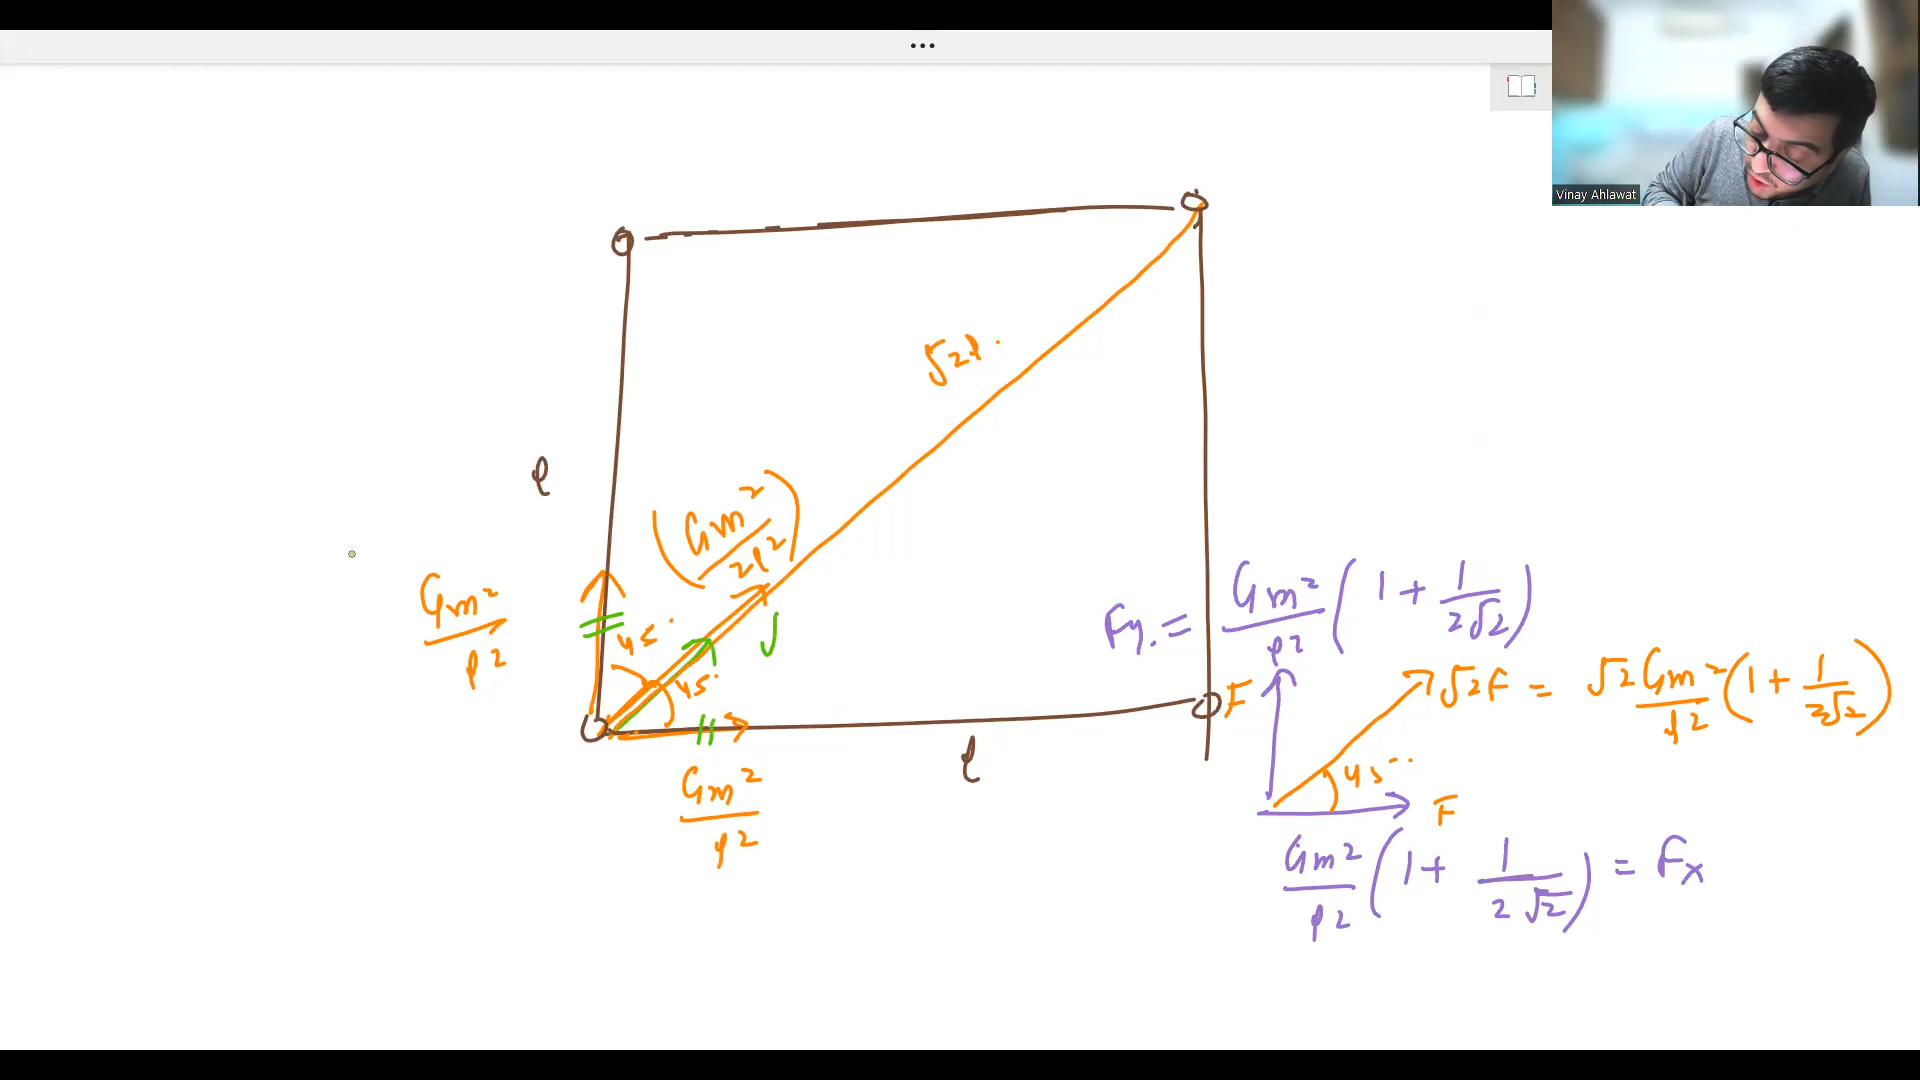 Vinay Ahlawat
√2 l.
l
(Gm²/2l²)
Gm²/l²
45°
45°
l
Gm²/l²
Fy. = Gm²/l² (1 + 1/2√2)
F
√2F = √2 Gm²/l² (1 + 1/2√2)
45°
F
Gm²/l² (1 + 1/2√2) = Fx